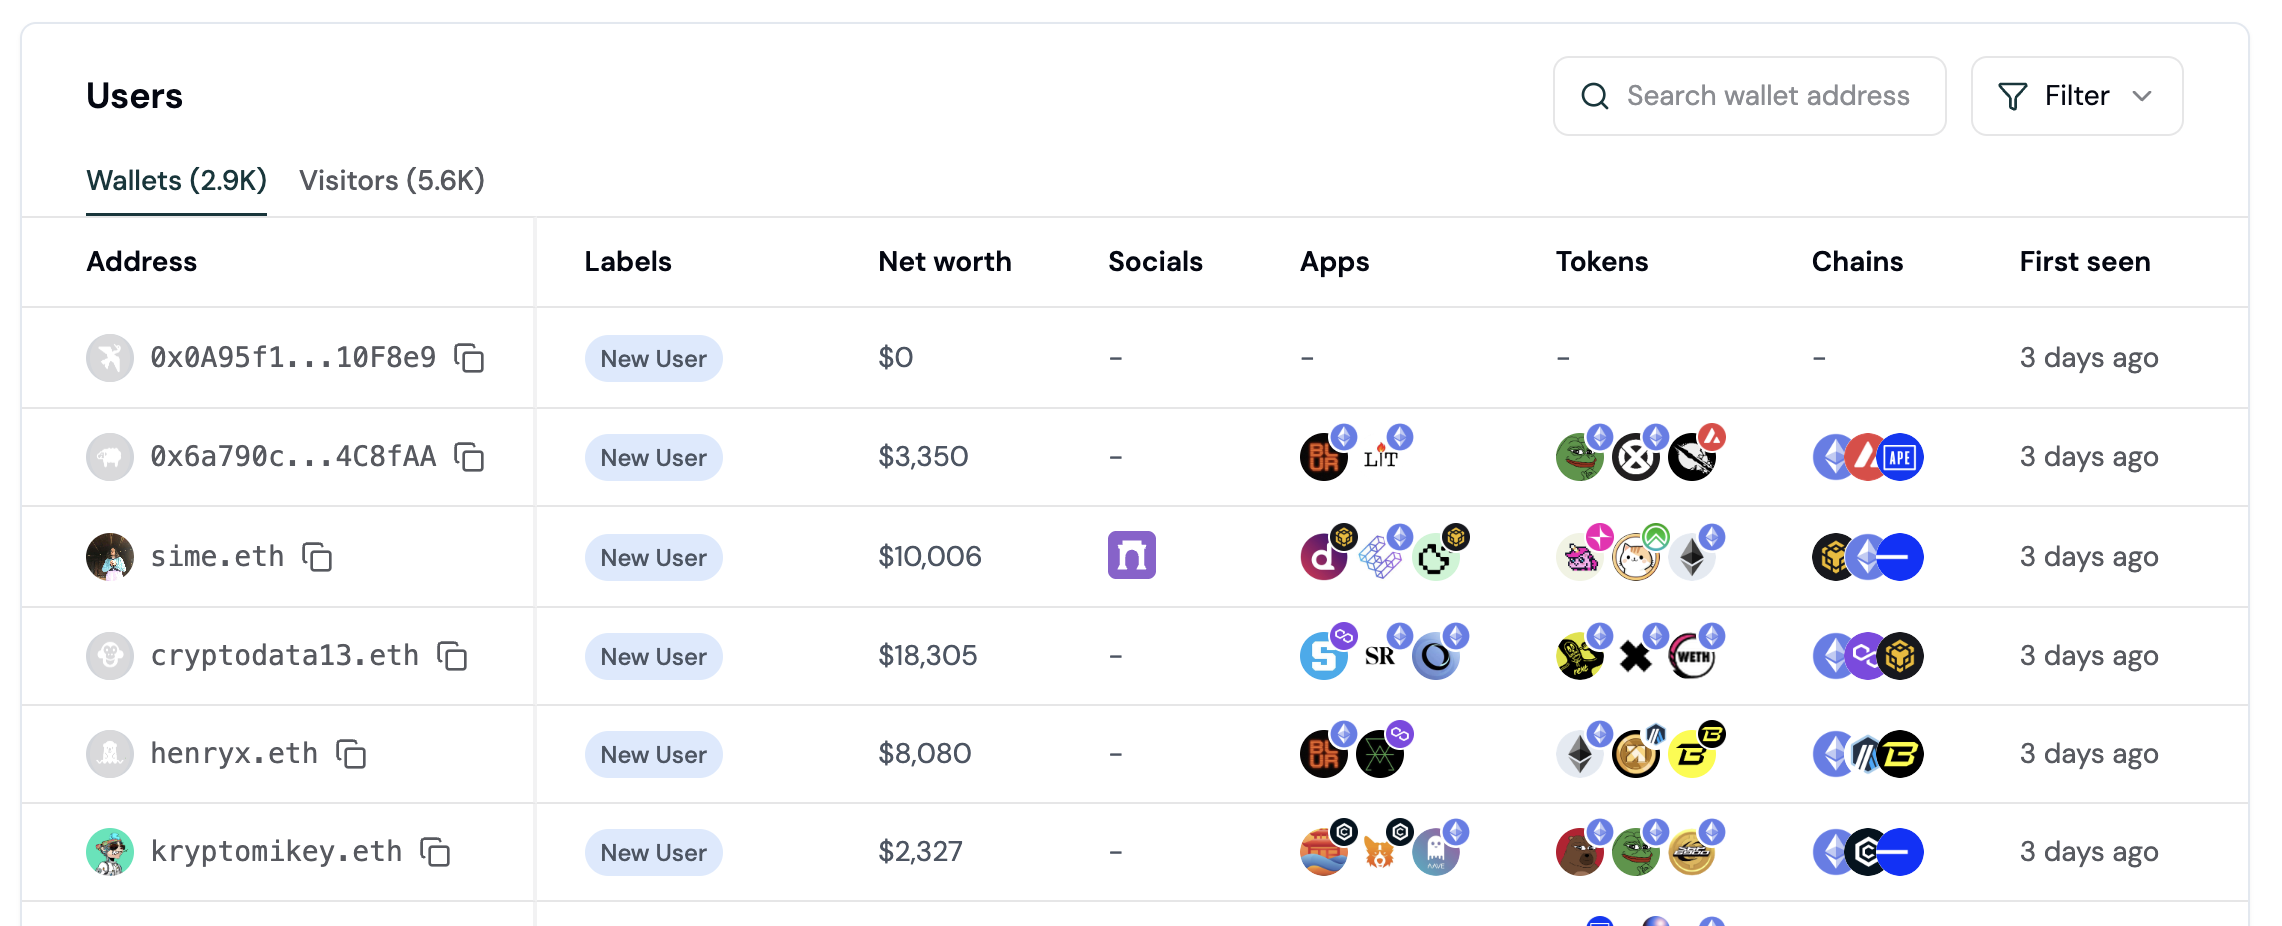 Users
Search wallet address
Filter
Wallets (2.9K) Visitors (5.6K)
Address Labels Net worth Socials Apps Tokens Chains First seen
0x0A95f1...10F8e9 New User $0 – – – – 3 days ago
0x6a790c...4C8fAA New User $3,350 – BLUR LIT APE 3 days ago
sime.eth New User $10,006 d 3 days ago
cryptodata13.eth New User $18,305 – S SR WETH 3 days ago
henryx.eth New User $8,080 – BLUR B B B 3 days ago
kryptomikey.eth New User $2,327 – AAVE 3 days ago